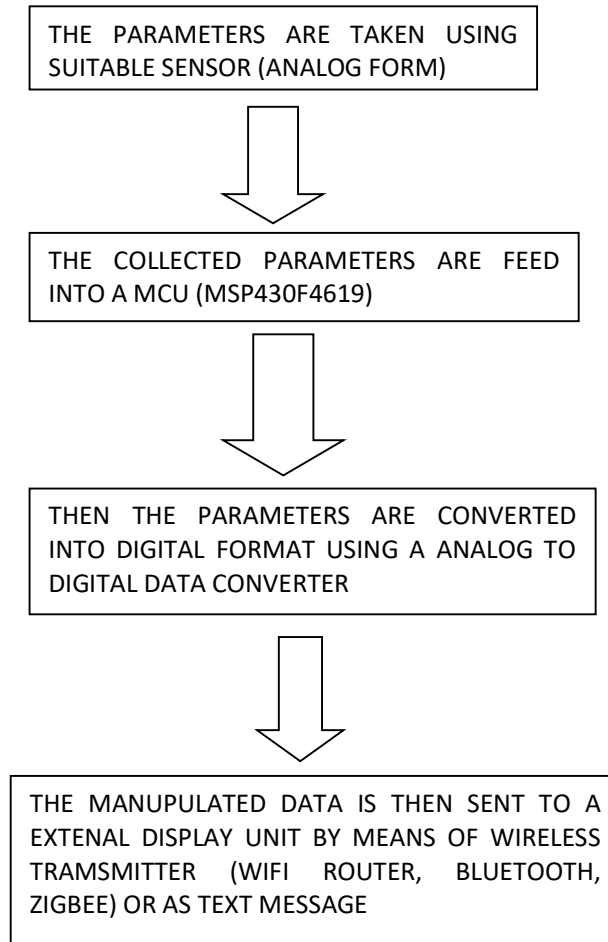 THE PARAMETERS ARE TAKEN USING
SUITABLE SENSOR (ANALOG FORM)
THE COLLECTED PARAMETERS ARE FEED
INTO A MCU (MSP430F4619)
THEN THE PARAMETERS ARE CONVERTED
INTO DIGITAL FORMAT USING A ANALOG TO
DIGITAL DATA CONVERTER
THE MANUPULATED DATA IS THEN SENT TO A
EXTENAL DISPLAY UNIT BY MEANS OF WIRELESS
TRAMSMITTER (WIFI ROUTER, BLUETOOTH,
ZIGBEE) OR AS TEXT MESSAGE